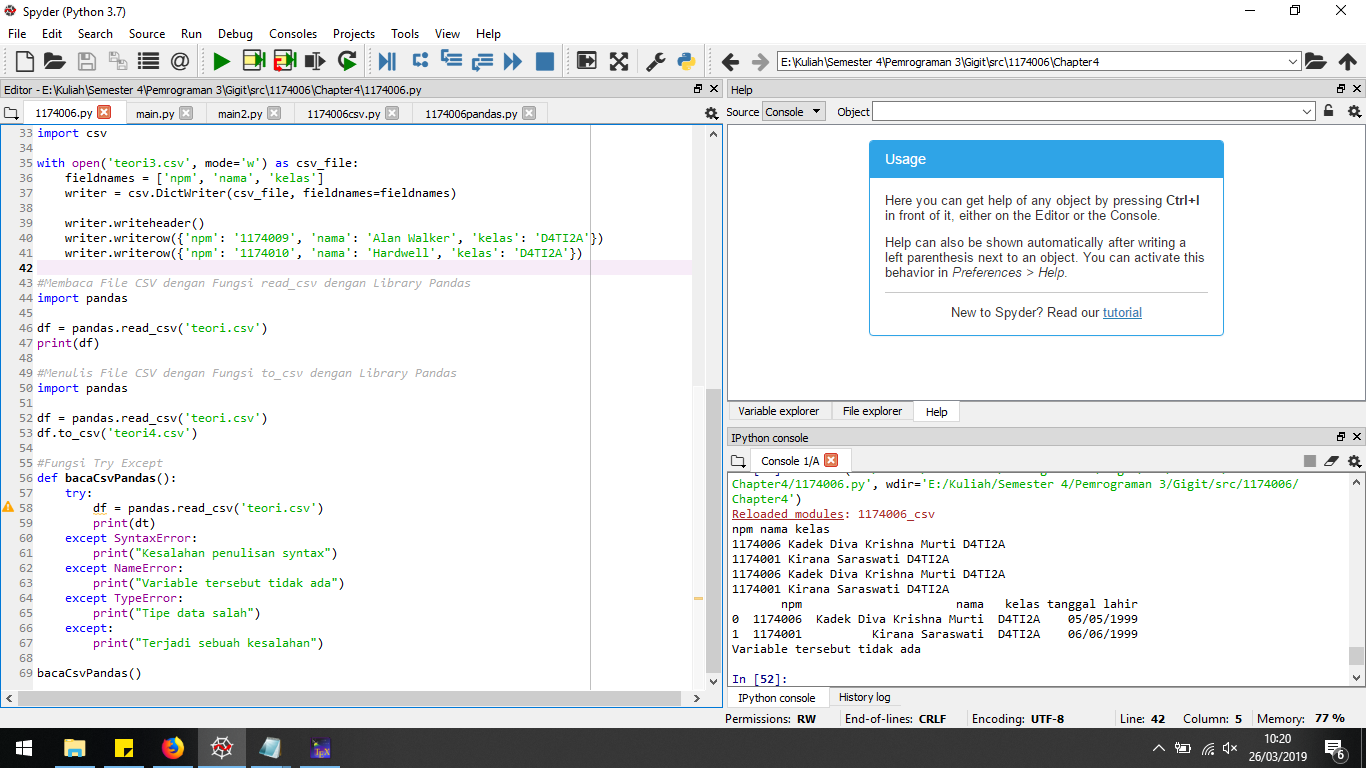 Spyder (Python 3.7)
File Edit Search Source Run Debug Consoles Projects Tools View Help
E:\Kuliah\Semester 4\Pemrograman 3\Gigit\src\1174006\Chapter4
Editor - E:\Kuliah\Semester 4\Pemrograman 3\Gigit\src\1174006\Chapter4\1174006.py
1174006.py main.py main2.py 1174006csv.py 1174006pandas.py
33 import csv
34
35 with open('teori3.csv', mode='w') as csv_file:
36     fieldnames = ['npm', 'nama', 'kelas']
37     writer = csv.DictWriter(csv_file, fieldnames=fieldnames)
38
39     writer.writeheader()
40     writer.writerow({'npm': '1174009', 'nama': 'Alan Walker', 'kelas': 'D4TI2A'})
41     writer.writerow({'npm': '1174010', 'nama': 'Hardwell', 'kelas': 'D4TI2A'})
42
43 #Membaca File CSV dengan Fungsi read_csv dengan Library Pandas
44 import pandas
45
46 df = pandas.read_csv('teori.csv')
47 print(df)
48
49 #Menulis File CSV dengan Fungsi to_csv dengan Library Pandas
50 import pandas
51
52 df = pandas.read_csv('teori.csv')
53 df.to_csv('teori4.csv')
54
55 #Fungsi Try Except
56 def bacaCsvPandas():
57     try:
58         df = pandas.read_csv('teori.csv')
59         print(dt)
60     except SyntaxError:
61         print("Kesalahan penulisan syntax")
62     except NameError:
63         print("Variable tersebut tidak ada")
64     except TypeError:
65         print("Tipe data salah")
66     except:
67         print("Terjadi sebuah kesalahan")
68
69 bacaCsvPandas()
Help
Source Console Object
Usage
Here you can get help of any object by pressing Ctrl+I
in front of it, either on the Editor or the Console.
Help can also be shown automatically after writing a
left parenthesis next to an object. You can activate this
behavior in Preferences > Help.
New to Spyder? Read our tutorial
Variable explorer File explorer Help
IPython console
Console 1/A
Chapter4/1174006.py', wdir='E:/Kuliah/Semester 4/Pemrograman 3/Gigit/src/1174006/
Chapter4')
Reloaded modules: 1174006_csv
npm nama kelas
1174006 Kadek Diva Krishna Murti D4TI2A
1174001 Kirana Saraswati D4TI2A
1174006 Kadek Diva Krishna Murti D4TI2A
1174001 Kirana Saraswati D4TI2A
npm nama kelas tanggal lahir
0 1174006 Kadek Diva Krishna Murti D4TI2A 05/05/1999
1 1174001 Kirana Saraswati D4TI2A 06/06/1999
Variable tersebut tidak ada
In [52]:
IPython console History log
Permissions: RW End-of-lines: CRLF Encoding: UTF-8 Line: 42 Column: 5 Memory: 77 %
10:20
26/03/2019
6